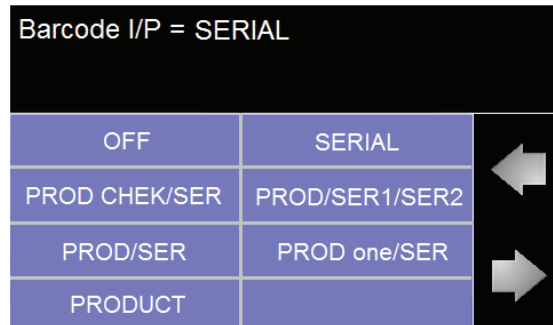 Barcode I/P = SERIAL
OFF
SERIAL
PROD CHEK/SER
PROD/SER1/SER2
PROD/SER
PROD one/SER
PRODUCT